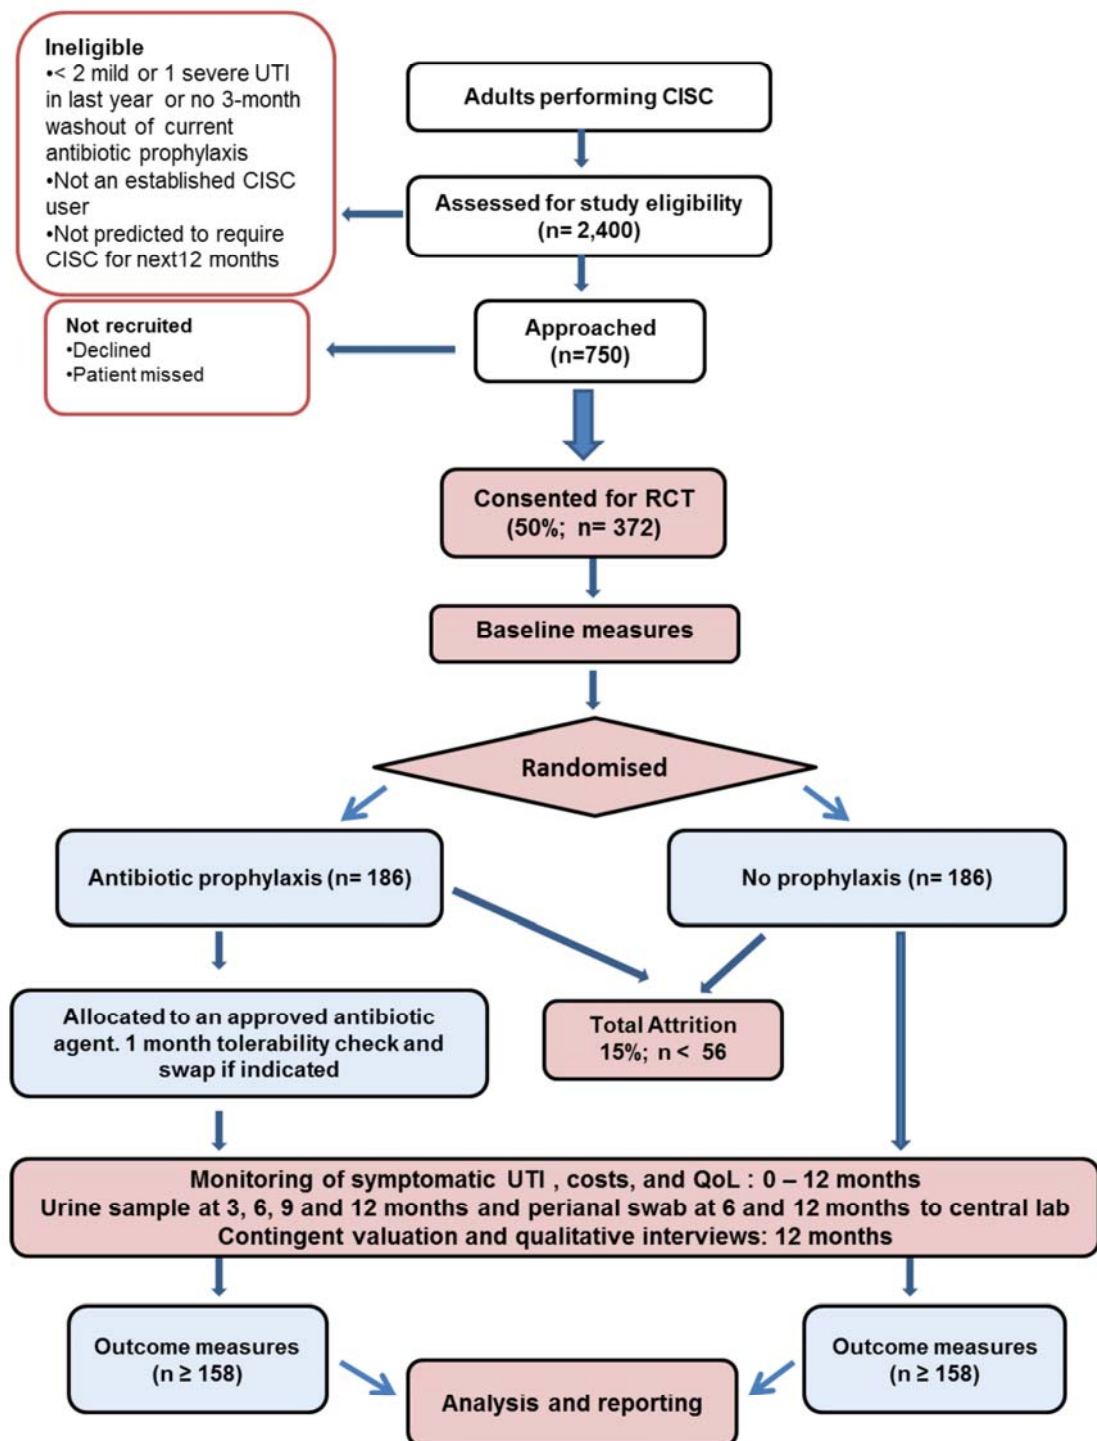 Ineligible
•< 2 mild or 1 severe UTI
in last year or no 3-month
washout of current
antibiotic prophylaxis
•Not an established CISC
user
•Not predicted to require
CISC for next12 months
Adults performing CISC
Assessed for study eligibility
(n= 2,400)
Not recruited
•Declined
•Patient missed
Approached
(n=750)
Consented for RCT
(50%; n= 372)
Baseline measures
Randomised
Antibiotic prophylaxis (n= 186)
No prophylaxis (n= 186)
Allocated to an approved antibiotic
agent. 1 month tolerability check and
swap if indicated
Total Attrition
15%; n < 56
Monitoring of symptomatic UTI , costs, and QoL : 0 – 12 months
Urine sample at 3, 6, 9 and 12 months and perianal swab at 6 and 12 months to central lab
Contingent valuation and qualitative interviews: 12 months
Outcome measures
(n ≥ 158)
Outcome measures
(n ≥ 158)
Analysis and reporting